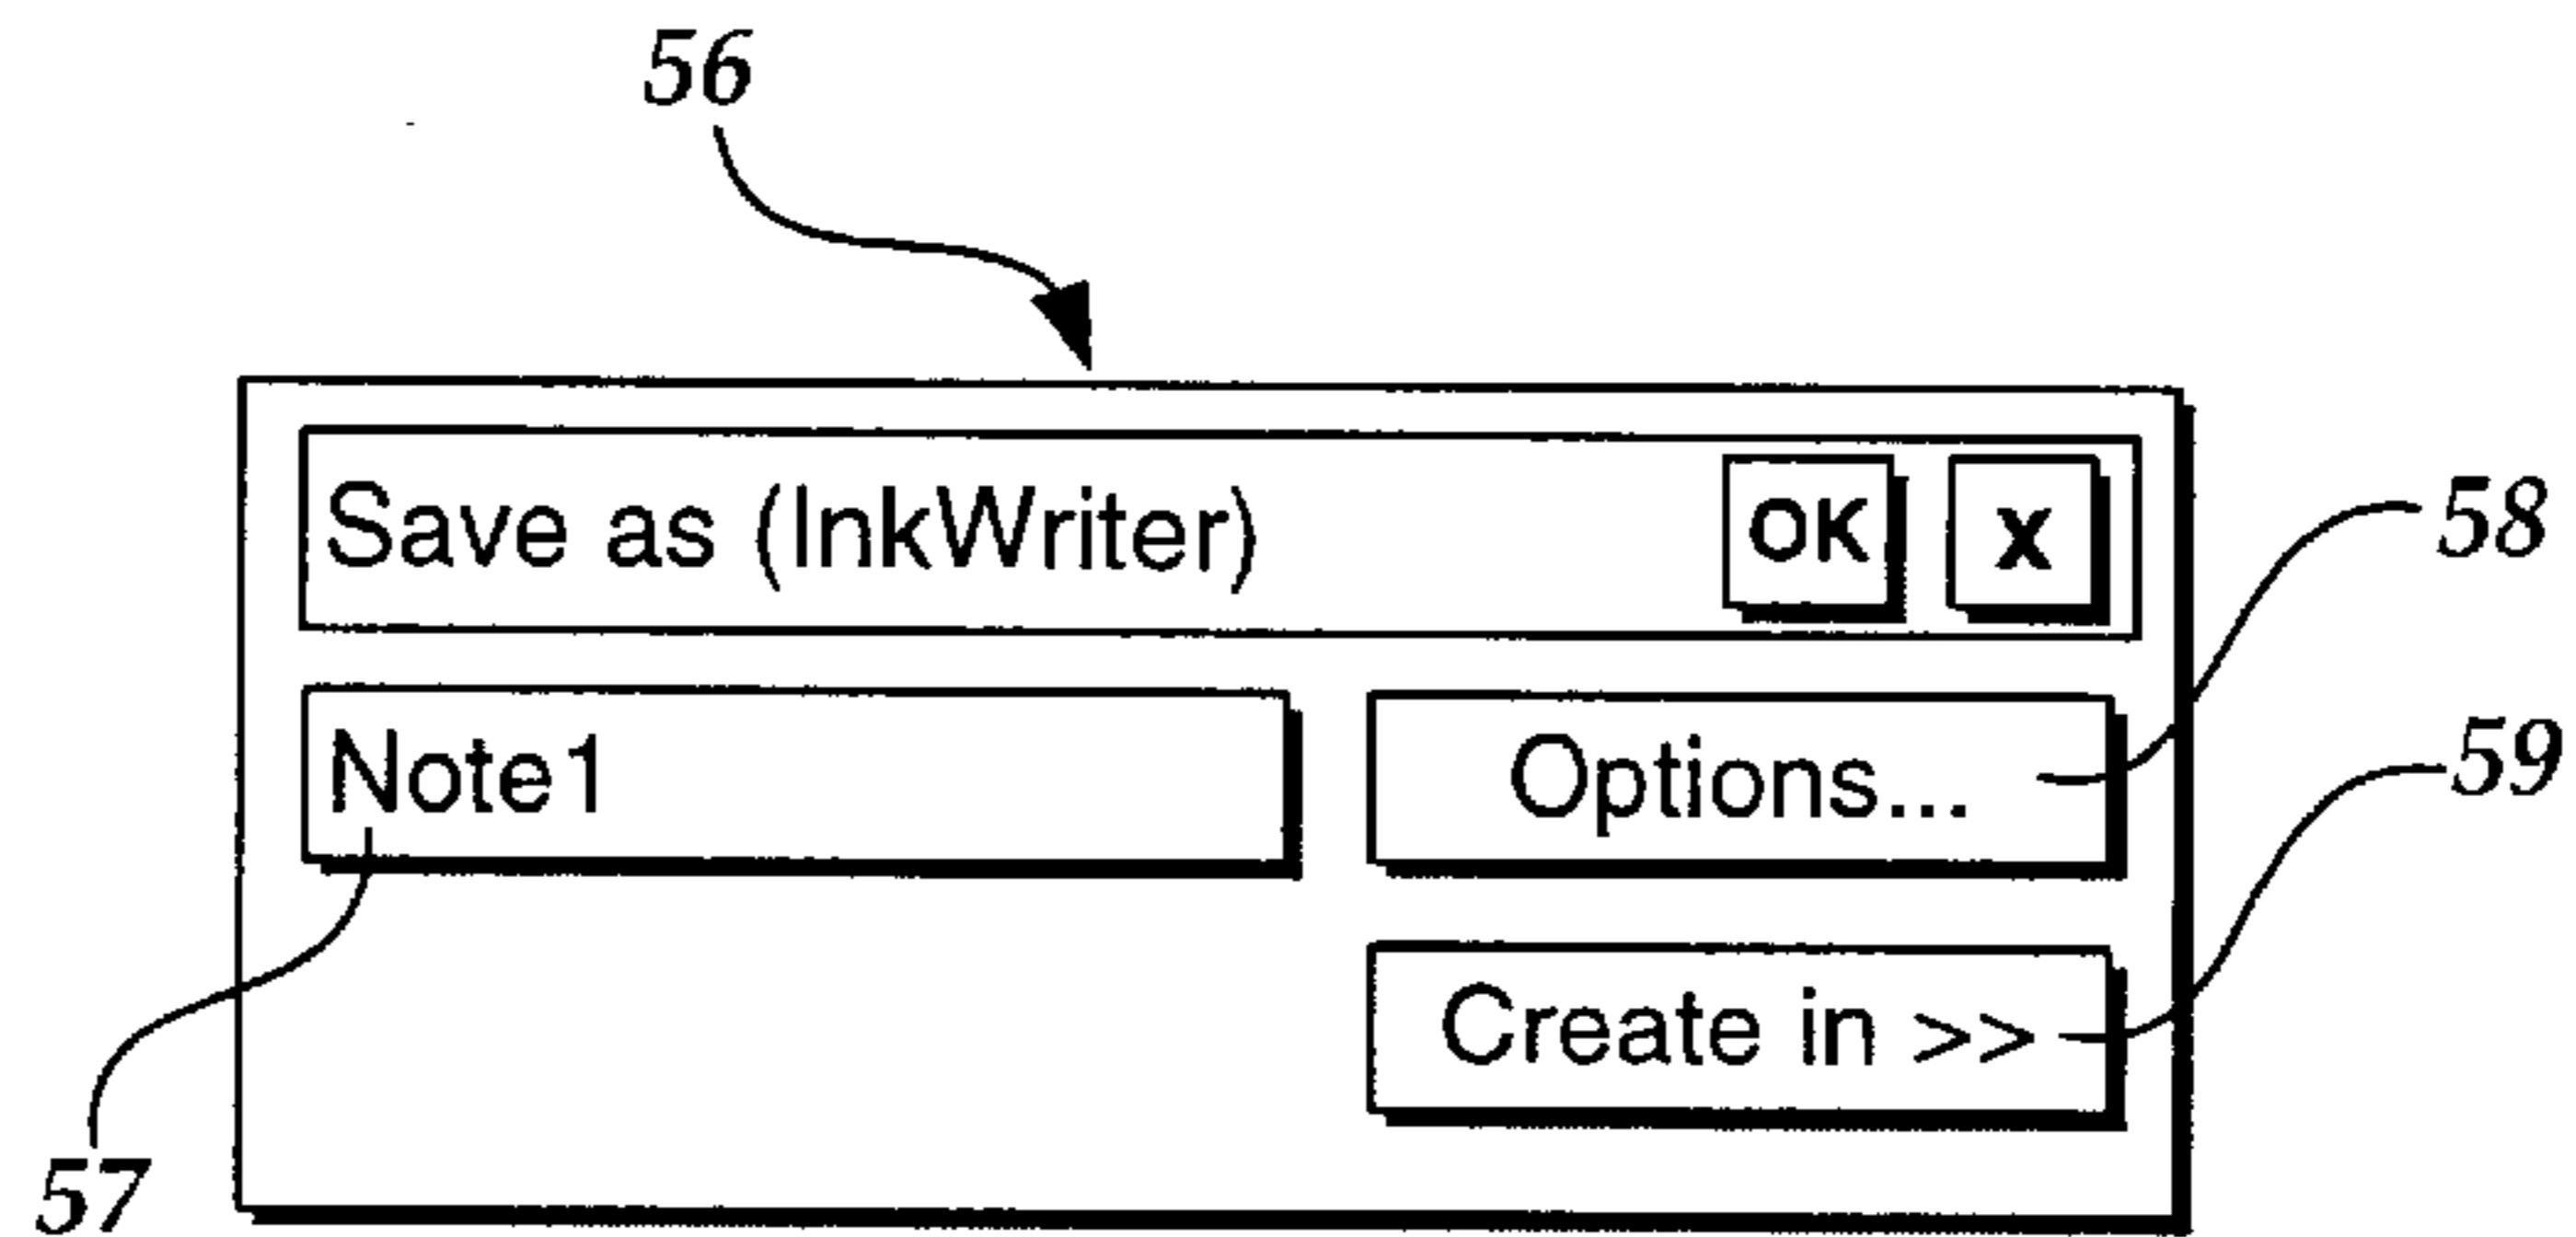 56
Save as (InkWriter) OK X
58
Note1 Options...
59
Create in >>
57